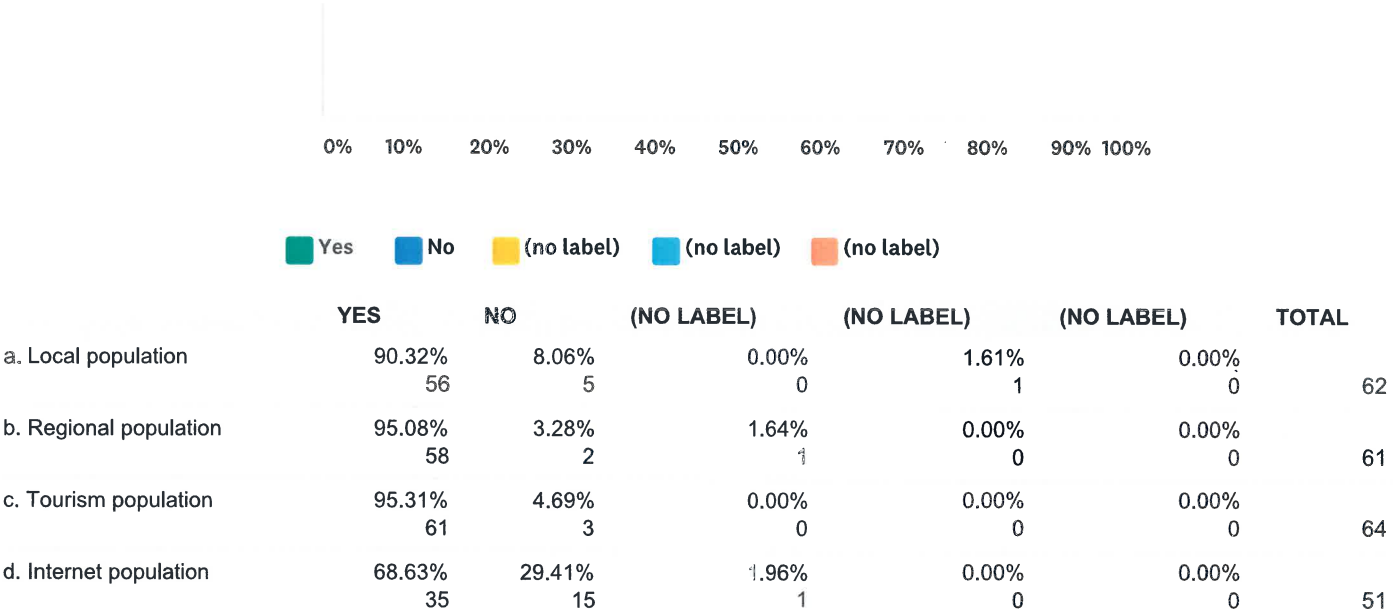 0% 10% 20% 30% 40% 50% 60% 70% 80% 90% 100%
Yes No (no label) (no label) (no label)
YES NO (NO LABEL) (NO LABEL) (NO LABEL) TOTAL
a. Local population 90.32% 8.06% 0.00% 1.61% 0.00%
56 5 0 1 0 62
b. Regional population 95.08% 3.28% 1.64% 0.00% 0.00%
58 2 1 0 0 61
c. Tourism population 95.31% 4.69% 0.00% 0.00% 0.00%
61 3 0 0 0 64
d. Internet population 68.63% 29.41% 1.96% 0.00% 0.00%
35 15 1 0 0 51